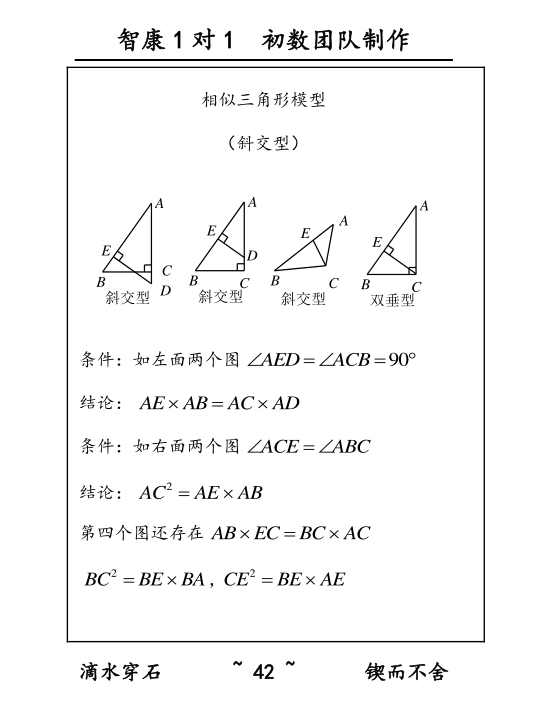 智康1对1 初数团队制作
相似三角形模型
（斜交型）
A E B C D 斜交型
A E D B C 斜交型
A E B C 斜交型
A E B C 双垂型
条件：如左面两个图 ∠AED＝∠ACB＝90°
结论： AE×AB＝AC×AD
条件：如右面两个图 ∠ACE＝∠ABC
结论： AC²＝AE×AB
第四个图还存在 AB×EC＝BC×AC
BC²＝BE×BA，CE²＝BE×AE
滴水穿石 ~ 42 ~ 锲而不舍